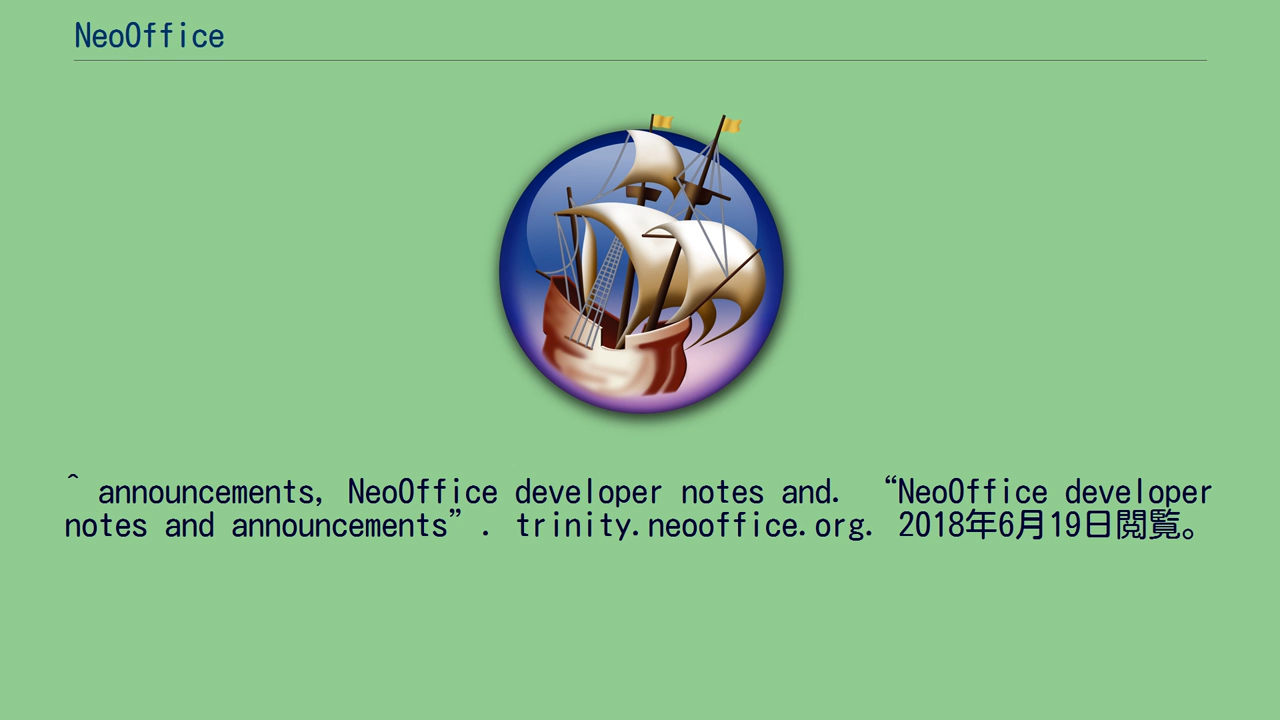 NeoOffice
^ announcements, NeoOffice developer notes and. “NeoOffice developer
notes and announcements”. trinity.neooffice.org. 2018年6月19日閲覧。